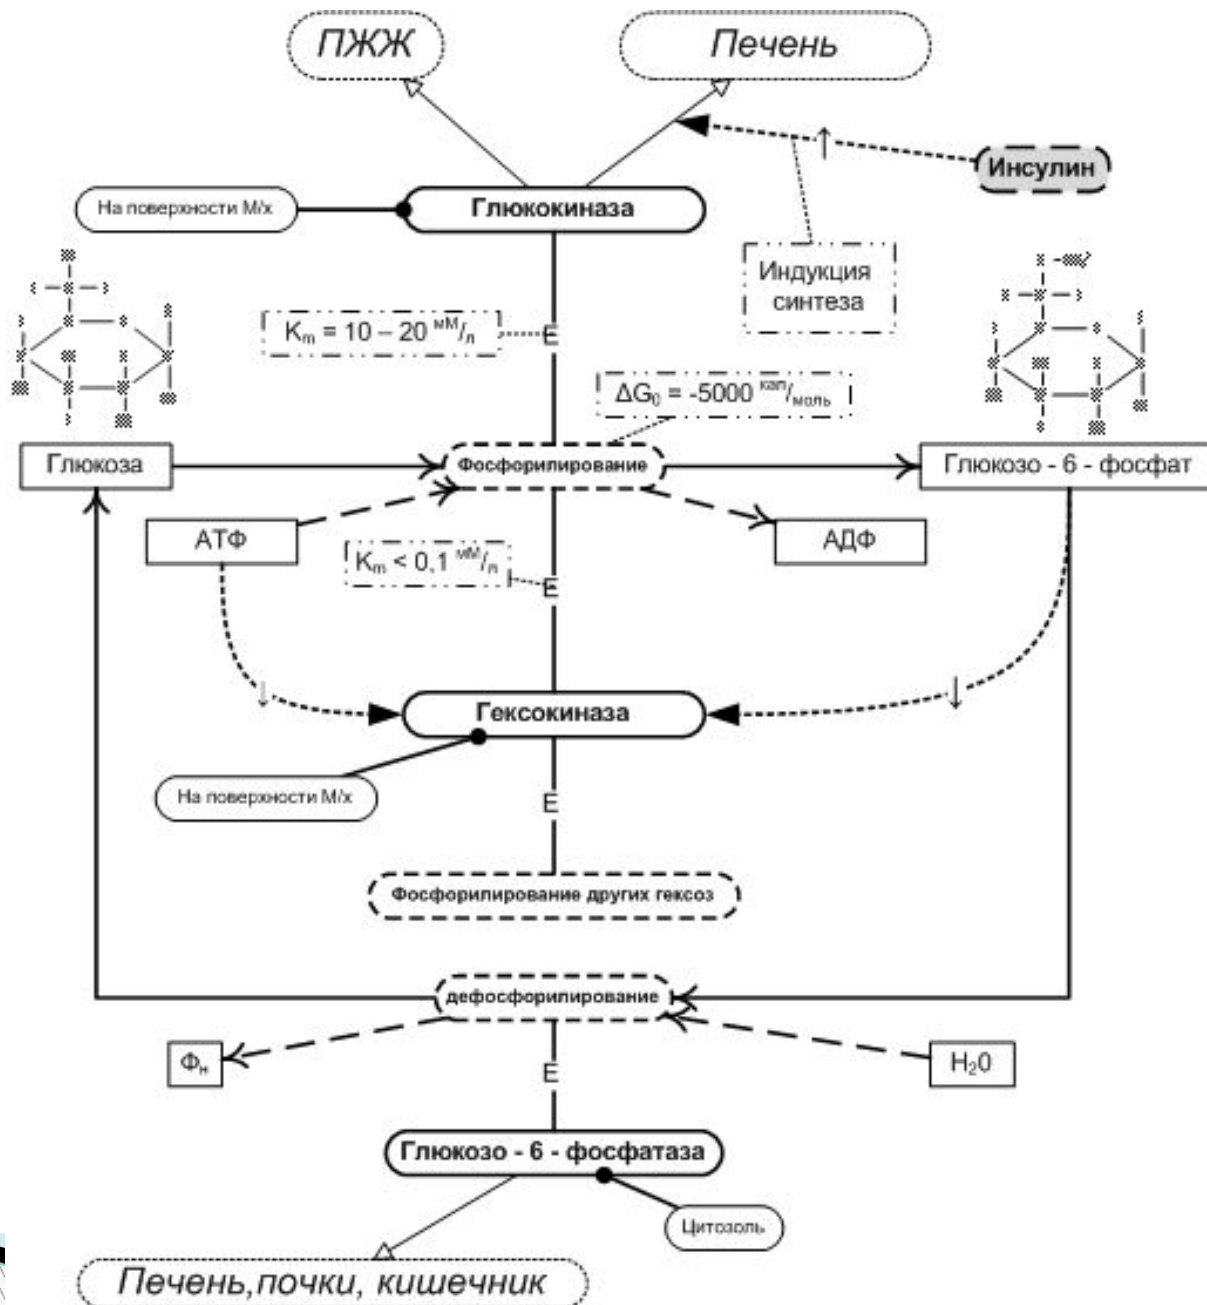 ПЖЖ
Печень
Инсулин
На поверхности М/х
Глюкокиназа
Индукция
синтеза
Kₘ = 10 – 20 ᵐᴹ/ₙ
ΔG₀ = -5000 кал/моль
Глюкоза
Фосфорилирование
Глюкозо - 6 - фосфат
АТФ
АДФ
Kₘ < 0,1 мМ/л
E
E
↑
↓
↓
Гексокиназа
На поверхности М/х
E
Фосфорилирование других гексоз
дефосфорилирование
Фн
H₂0
E
Глюкозо - 6 - фосфатаза
Цитозоль
Печень,почки, кишечник